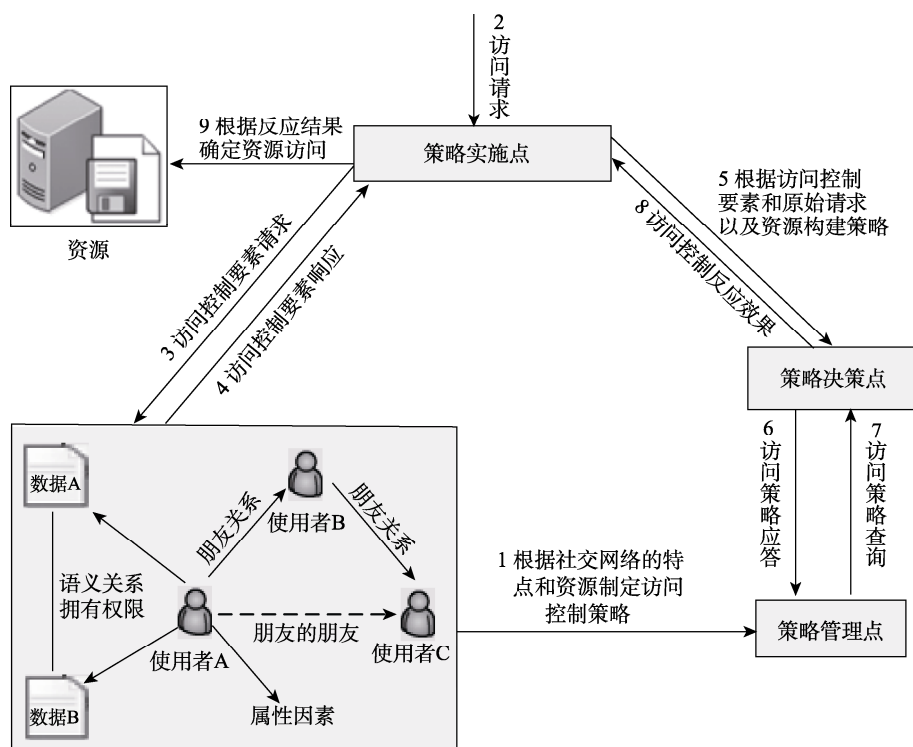 2
访问请求
9 根据反应结果
确定资源访问
策略实施点
资源
5 根据访问控制
要素和原始请求
以及资源构建策略
8 访问控制反应效果
3 访问控制要素请求
4 访问控制要素响应
策略决策点
6
访问策略应答
7
访问策略查询
数据A
朋友关系
使用者B
朋友关系
语义关系
拥有权限
朋友的朋友
使用者A
使用者C
数据B
属性因素
1 根据社交网络的特
点和资源制定访问
控制策略
策略管理点